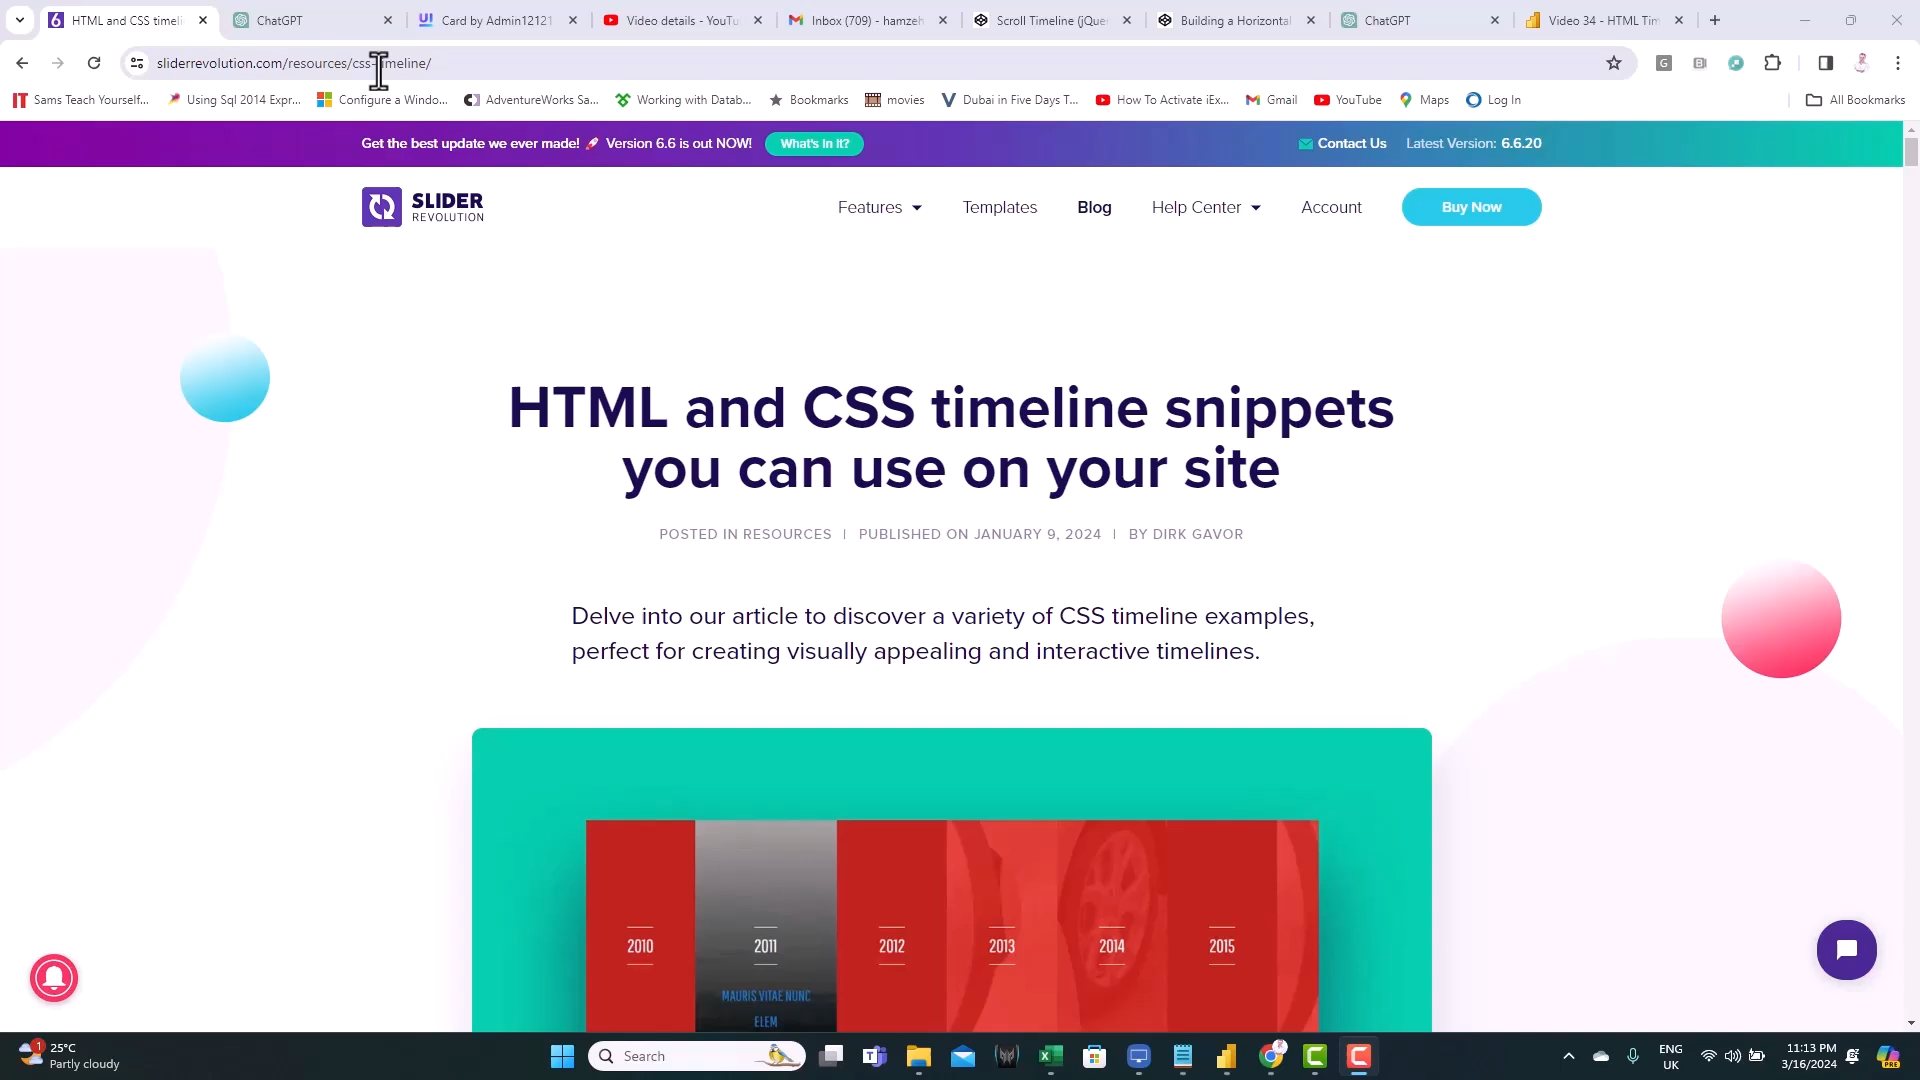 HTML and CSS timeli
ChatGPT
Card by Admin12121
Video details - YouTu
Inbox (709) - hamzeh
Scroll Timeline (jQue
Building a Horizontal
ChatGPT
Video 34 - HTML Tim
sliderrevolution.com/resources/css-timeline/
Sams Teach Yourself...
Using Sql 2014 Expr...
Configure a Windo...
AdventureWorks Sa...
Working with Datab...
Bookmarks
movies
Dubai in Five Days T...
How To Activate iEx...
Gmail
YouTube
Maps
Log In
All Bookmarks
Get the best update we ever made! 🚀 Version 6.6 is out NOW!
What's in it?
Contact Us
Latest Version: 6.6.20
SLIDER
REVOLUTION
Features
Templates
Blog
Help Center
Account
Buy Now
HTML and CSS timeline snippets
you can use on your site
POSTED IN RESOURCES | PUBLISHED ON JANUARY 9, 2024 | BY DIRK GAVOR
Delve into our article to discover a variety of CSS timeline examples,
perfect for creating visually appealing and interactive timelines.
2010
2011
2012
2013
2014
2015
MAURIS VITAE NUNC
ELEM
1
25°C
Partly cloudy
Search
ENG
UK
11:13 PM
3/16/2024
PRE